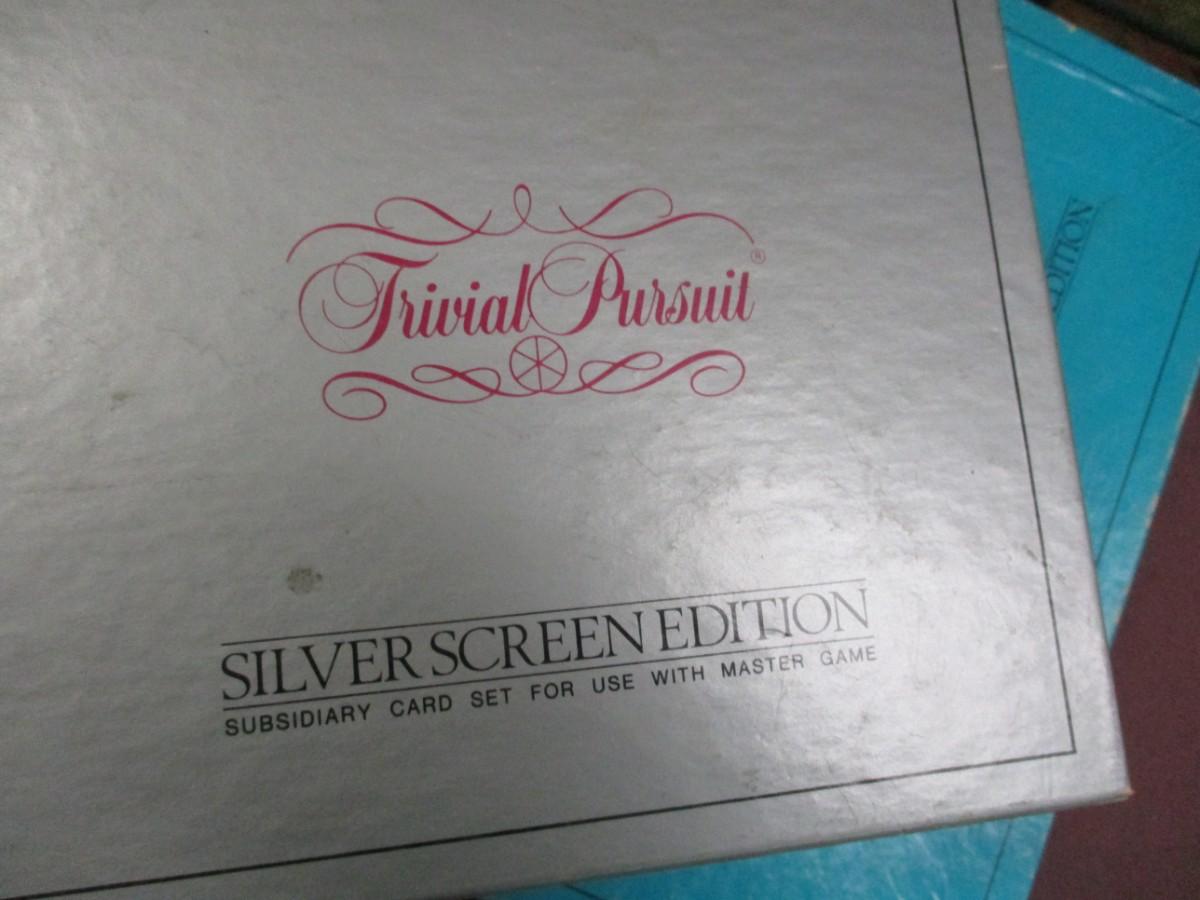 Trivial Pursuit®
SILVER SCREEN EDITION
SUBSIDIARY CARD SET FOR USE WITH MASTER GAME